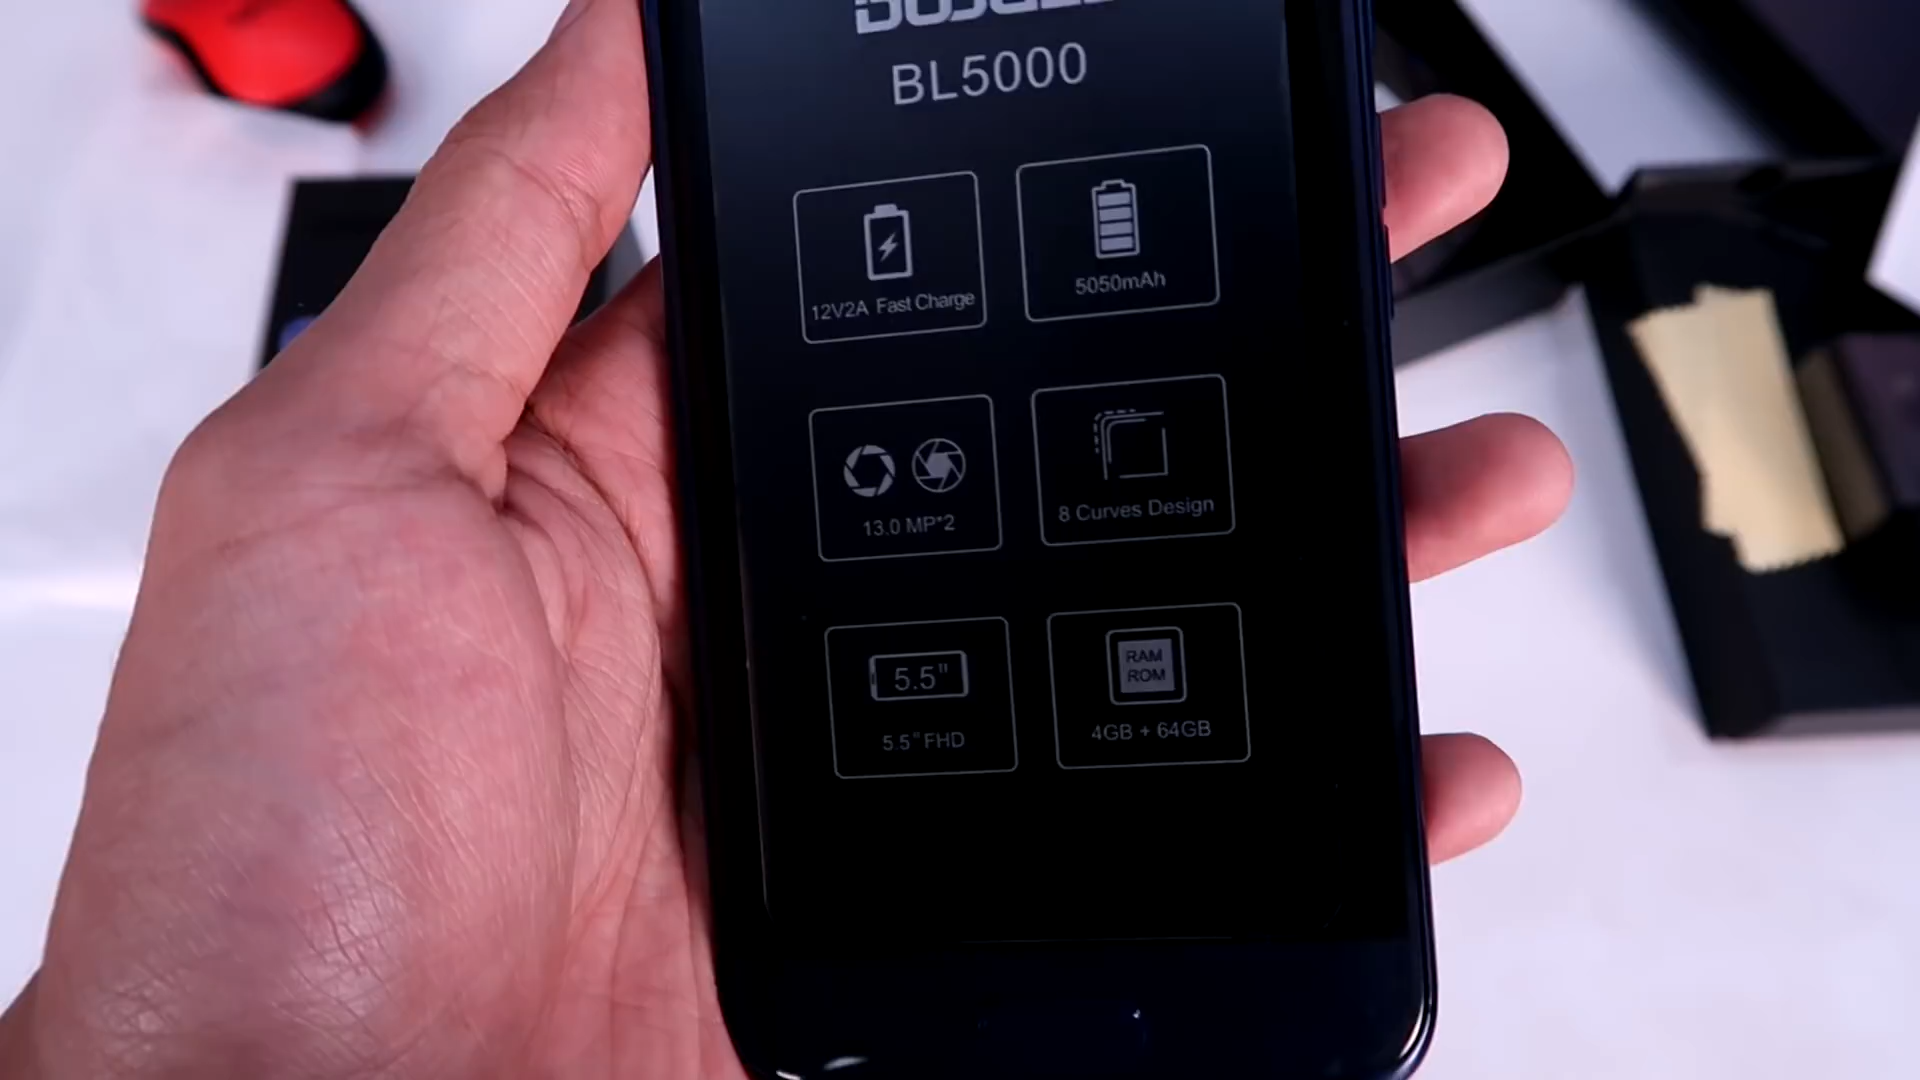 BL5000
12V2A Fast Charge
5050mAh
13.0 MP*2
8 Curves Design
5.5"
5.5"FHD
RAM
ROM
4GB + 64GB